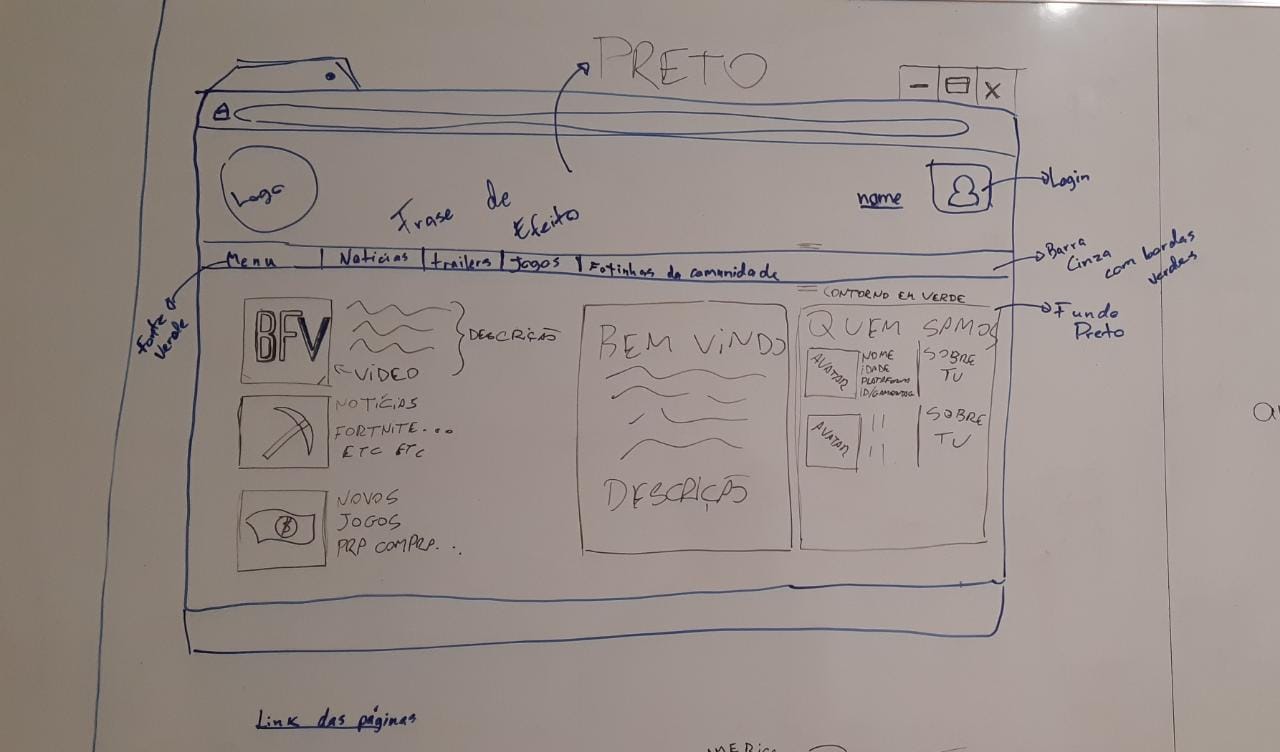 PRETO
Logo
Frase de Efeito
nome
Login
Menu
Notícias
trailers
Jogos
Fotinhas da comunidade
Barra Cinza com bordas verdes
fonte verde
CONTORNO EM VERDE
Fundo Preto
BFV
DESCRIÇÃO
VÍDEO
NOTÍCIAS
FORTNITE...
ETC ETC
$
NOVOS
JOGOS
PRA COMPRA...
BEM VINDO
DESCRIÇÃO
QUEM SAMOS
AVATAR
NOME
IDADE
PLATAFORMA
ID/GAMERTAG
SOBRE
TU
AVATAR
SOBRE
TU
Link das páginas